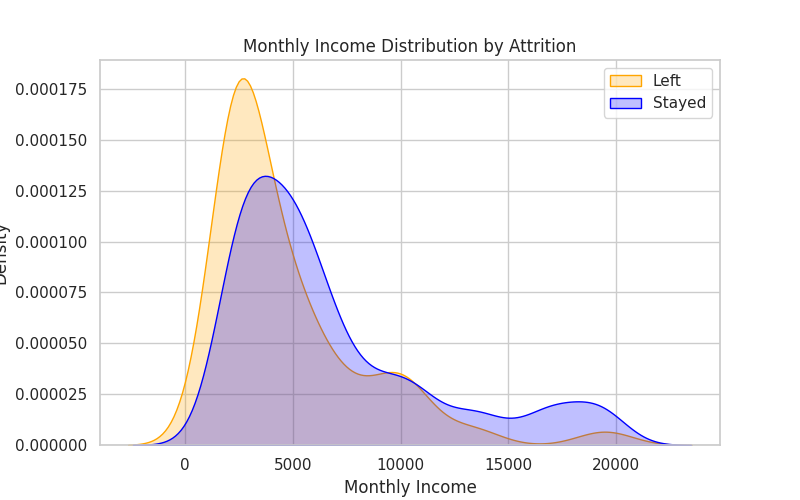 Monthly Income Distribution by Attrition
Left
Stayed
0.000175
0.000150
0.000125
0.000100
0.000075
0.000050
0.000025
0.000000
Density
0
5000
10000
15000
20000
Monthly Income